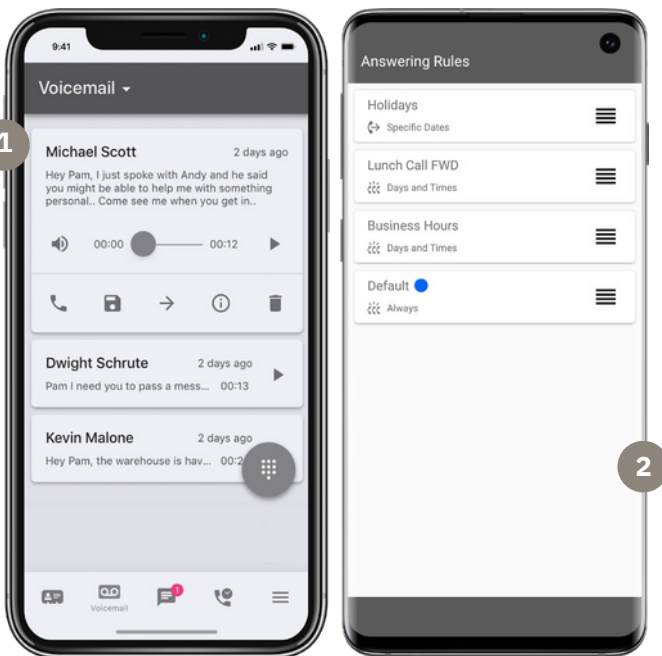 9:41
Voicemail
1
Michael Scott 2 days ago
Hey Pam, I just spoke with Andy and he said
you might be able to help me with something
personal.. Come see me when you get in..
00:00 00:12
Dwight Schrute 2 days ago
Pam I need you to pass a mess... 00:13
Kevin Malone 2 days ago
Hey Pam, the warehouse is hav... 00:2
1
Voicemail
Answering Rules
Holidays
Specific Dates
Lunch Call FWD
Days and Times
Business Hours
Days and Times
Default
Always
2